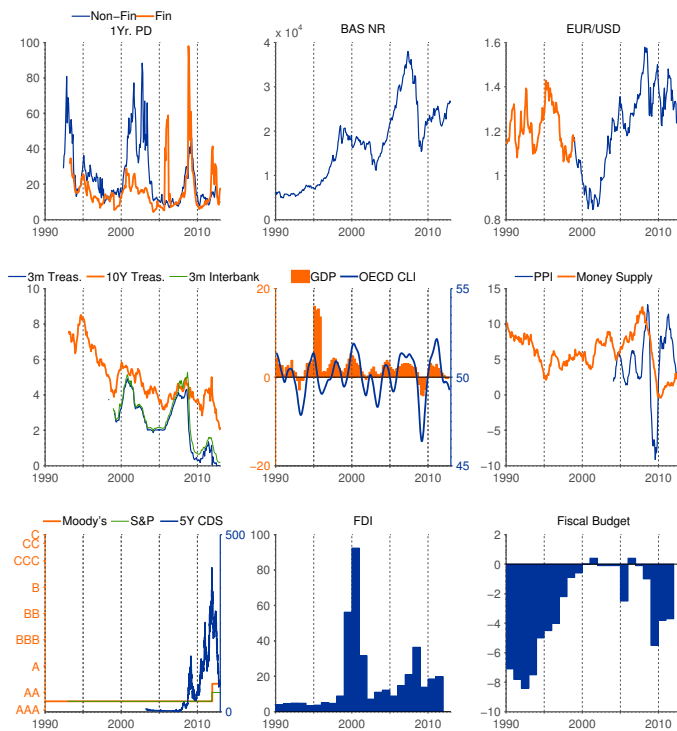 Non−Fin Fin
1Yr. PD
100
80
60
40
20
0
1990 2000 2010
x 10⁴
BAS NR
4
3
2
1
0
1990 2000 2010
EUR/USD
1.6
1.4
1.2
1
0.8
1990 2000 2010
3m Treas. 10Y Treas. 3m Interbank
10
8
6
4
2
0
1990 2000 2010
GDP OECD CLI
20
0
−20
55
50
45
1990 2000 2010
PPI Money Supply
15
10
5
0
−5
−10
1990 2000 2010
Moody's S&P 5Y CDS
C
CC
CCC
B
BB
BBB
A
AA
AAA
500
0
1990 2000 2010
FDI
100
80
60
40
20
0
1990 2000 2010
Fiscal Budget
2
0
−2
−4
−6
−8
−10
1990 2000 2010